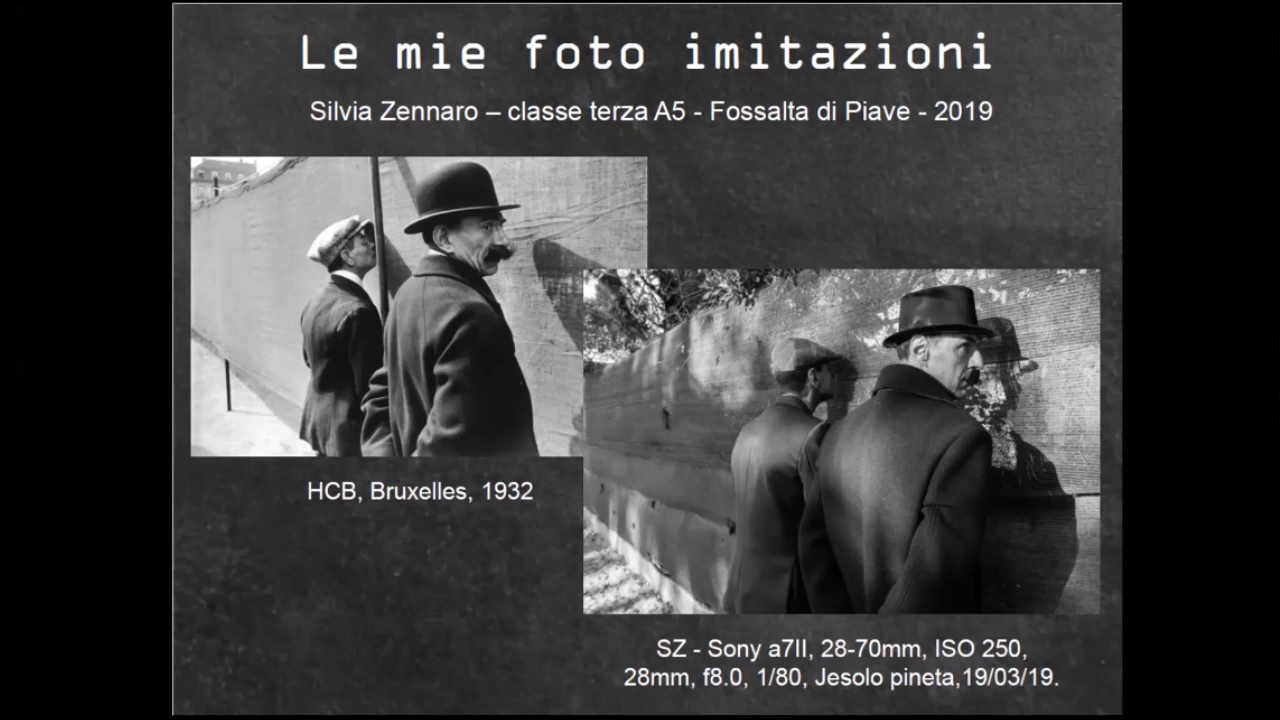 Le mie foto imitazioni
Silvia Zennaro – classe terza A5 - Fossalta di Piave - 2019
HCB, Bruxelles, 1932
SZ - Sony a7II, 28-70mm, ISO 250,
28mm, f8.0, 1/80, Jesolo pineta,19/03/19.